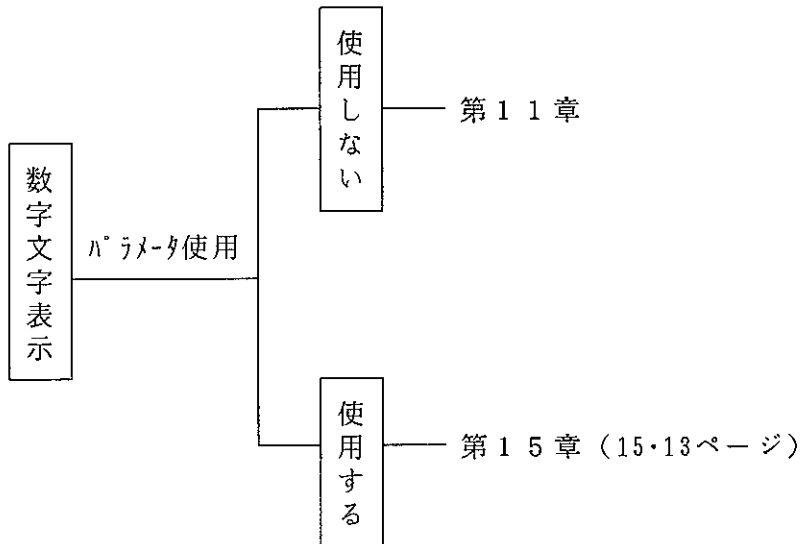 使用しない
第１１章
数字文字表示
ﾊﾟﾗﾒｰﾀ使用
使用する
第１５章（15･13ページ）